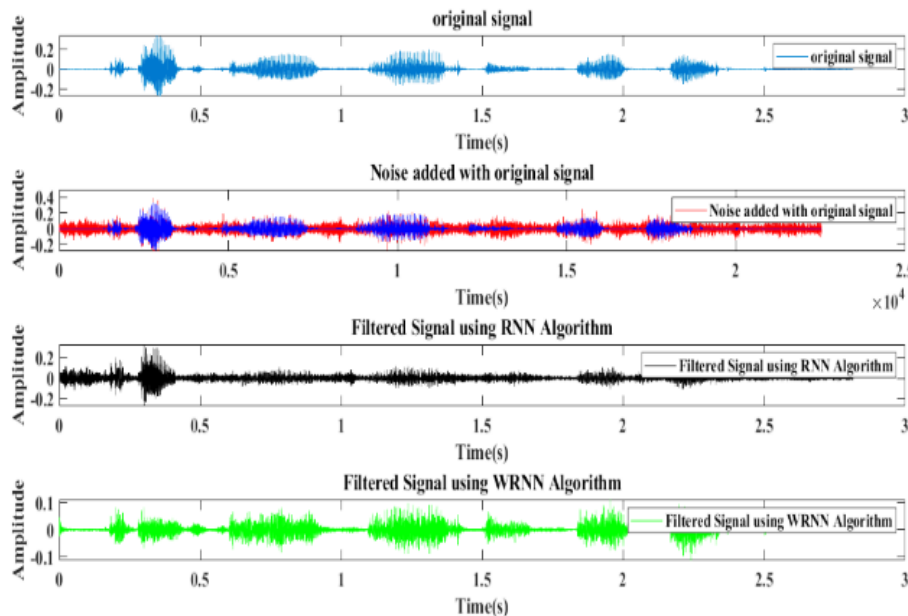 original signal
Amplitude
0.2
0
-0.2
original signal
0 0.5 1 1.5 2 2.5 3
Time(s)
Noise added with original signal
Amplitude
0.4
0.2
0
-0.2
Noise added with original signal
0 0.5 1 1.5 2 2.5
Time(s)
×10⁴
Filtered Signal using RNN Algorithm
Amplitude
0.2
0
-0.2
Filtered Signal using RNN Algorithm
0 0.5 1 1.5 2 2.5 3
Time(s)
Filtered Signal using WRNN Algorithm
Amplitude
0.1
0
-0.1
Filtered Signal using WRNN Algorithm
0 0.5 1 1.5 2 2.5 3
Time(s)